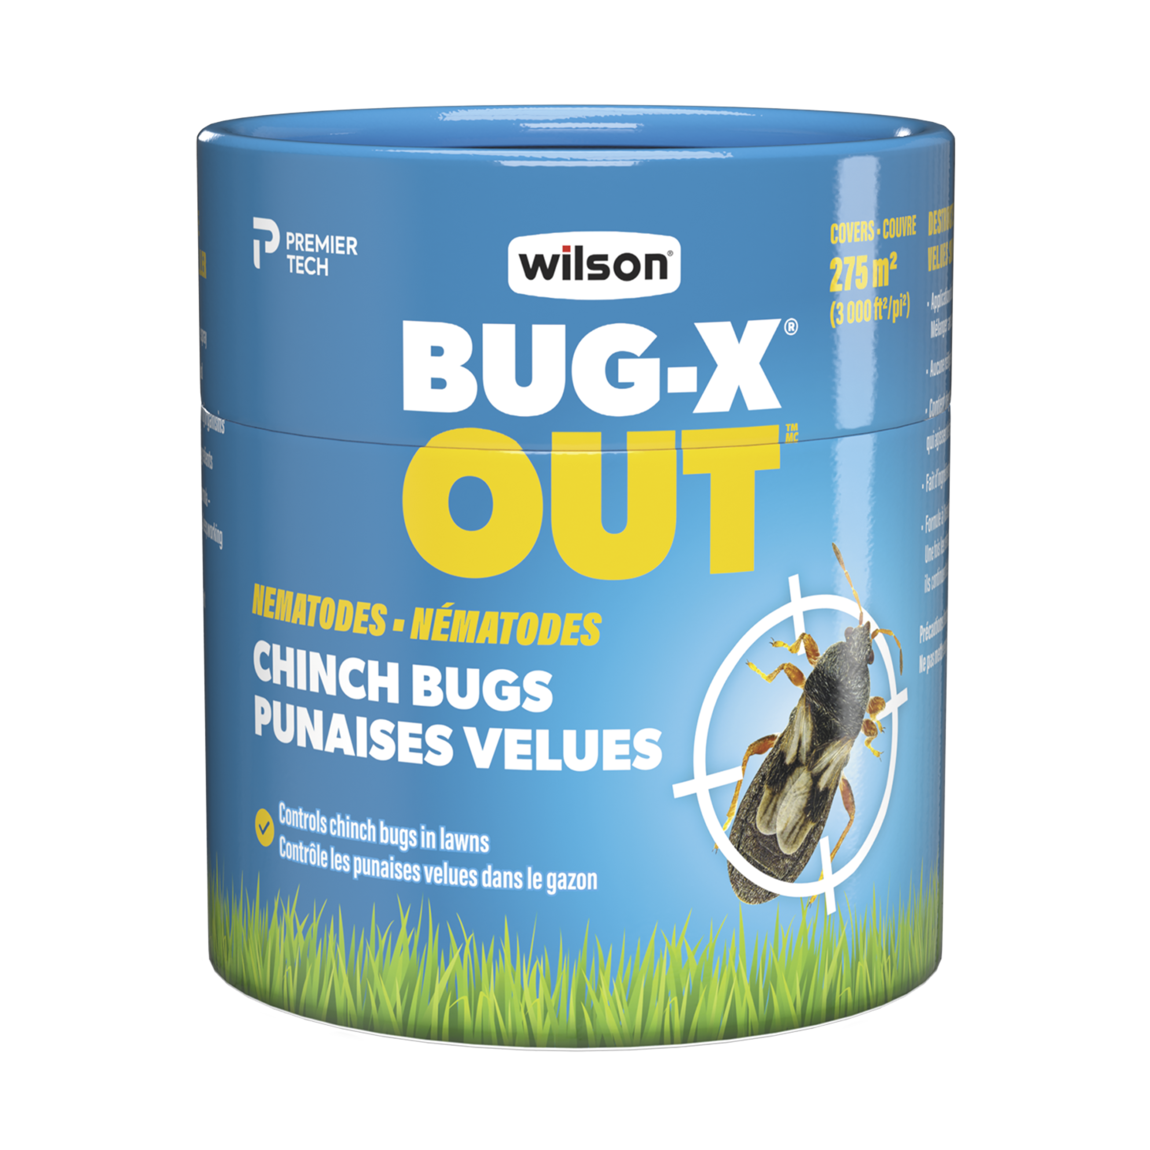 PREMIER
TECH
wilson®
COVERS • COUVRE
275 m²
(3 000 ft²/pi²)
BUG-X®
OUT™ MC
NEMATODES • NÉMATODES
CHINCH BUGS
PUNAISES VELUES
Controls chinch bugs in lawns
Contrôle les punaises velues dans le gazon